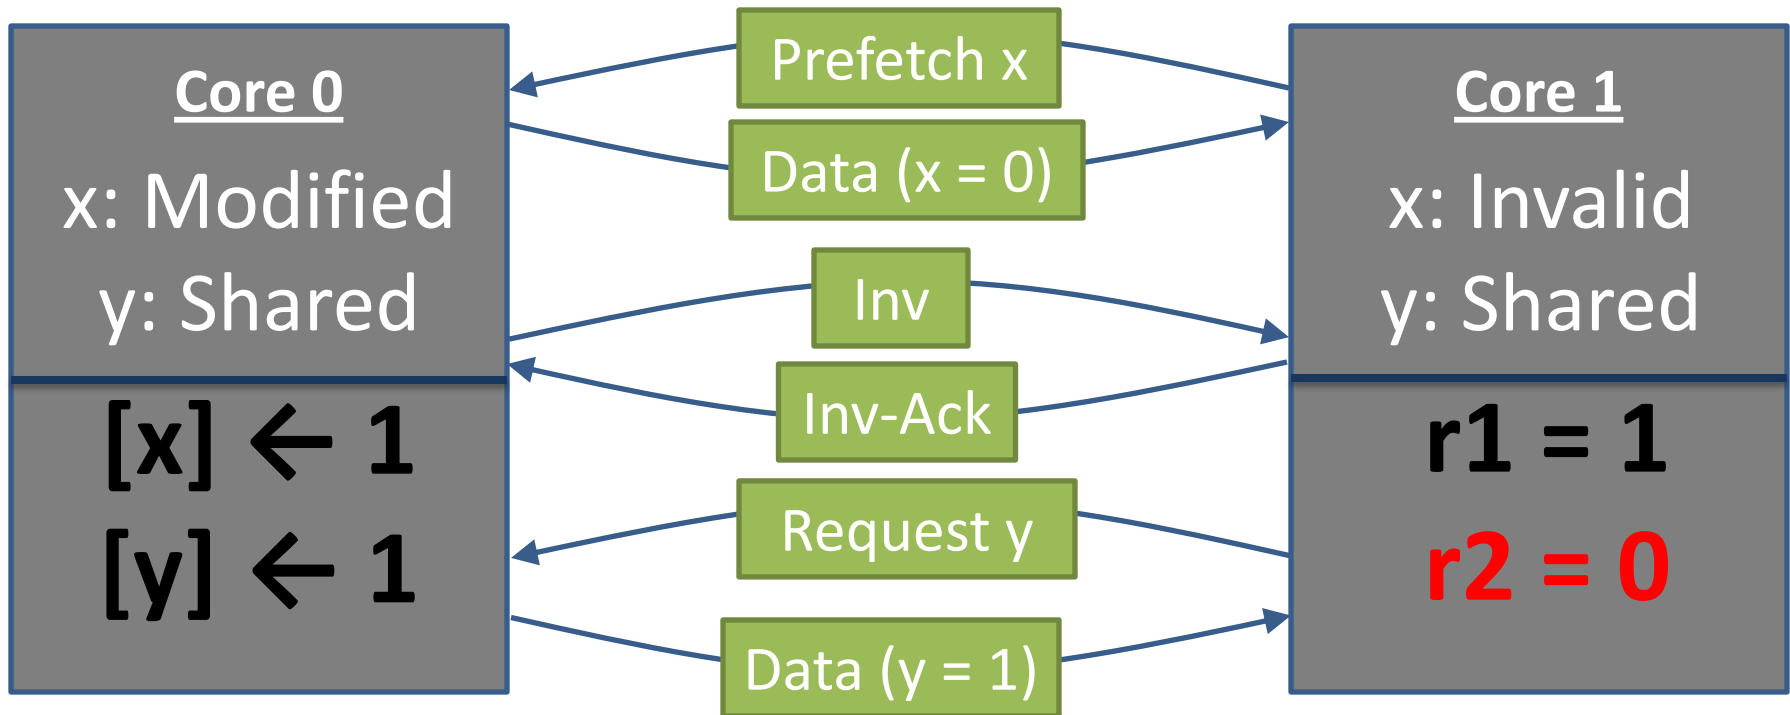 Core 0
x: Modified
y: Shared
[x] ← 1
[y] ← 1
Prefetch x
Data (x = 0)
Inv
Inv-Ack
Request y
Data (y = 1)
Core 1
x: Invalid
y: Shared
r1 = 1
r2 = 0